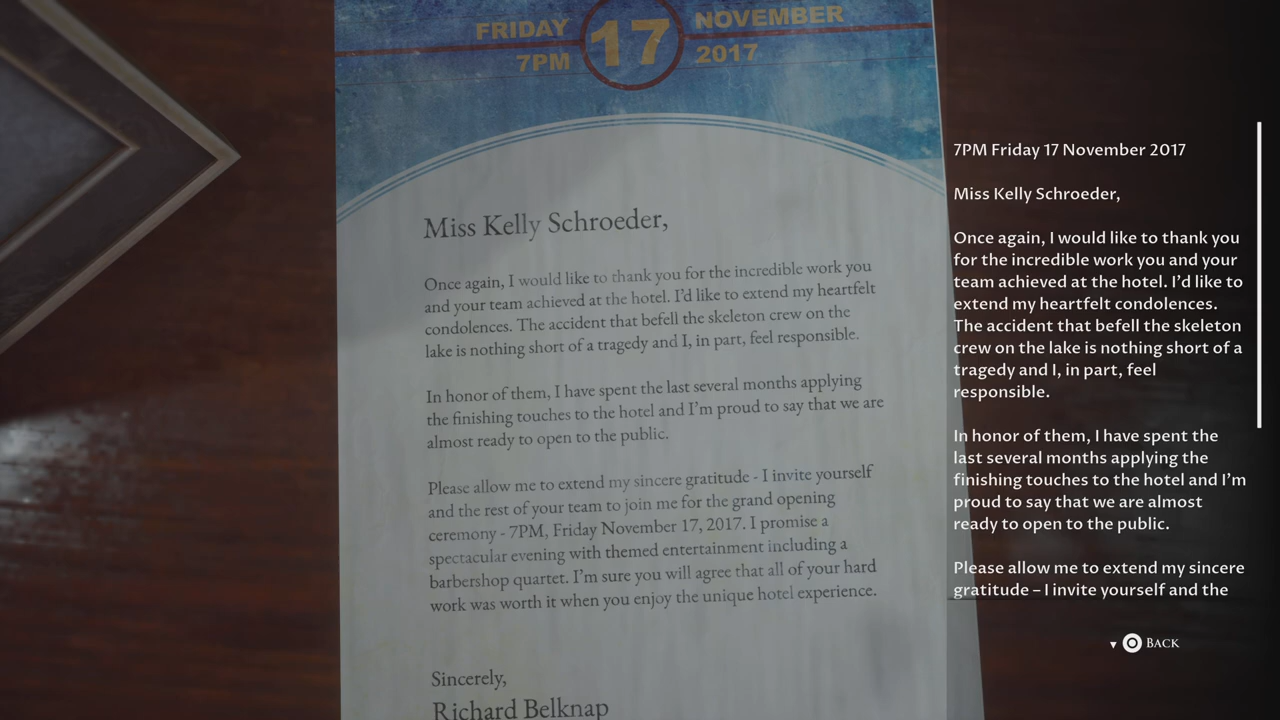 FRIDAY 17 NOVEMBER
7PM 2017
Miss Kelly Schroeder,
Once again, I would like to thank you for the incredible work you
and your team achieved at the hotel. I'd like to extend my heartfelt
condolences. The accident that befell the skeleton crew on the
lake is nothing short of a tragedy and I, in part, feel responsible.
In honor of them, I have spent the last several months applying
the finishing touches to the hotel and I'm proud to say that we are
almost ready to open to the public.
Please allow me to extend my sincere gratitude - I invite yourself
and the rest of your team to join me for the grand opening
ceremony - 7PM, Friday November 17, 2017. I promise a
spectacular evening with themed entertainment including a
barbershop quartet. I'm sure you will agree that all of your hard
work was worth it when you enjoy the unique hotel experience.
Sincerely,
Richard Belknap
7PM Friday 17 November 2017
Miss Kelly Schroeder,
Once again, I would like to thank you
for the incredible work you and your
team achieved at the hotel. I'd like to
extend my heartfelt condolences.
The accident that befell the skeleton
crew on the lake is nothing short of a
tragedy and I, in part, feel
responsible.
In honor of them, I have spent the
last several months applying the
finishing touches to the hotel and I'm
proud to say that we are almost
ready to open to the public.
Please allow me to extend my sincere
gratitude – I invite yourself and the
BACK